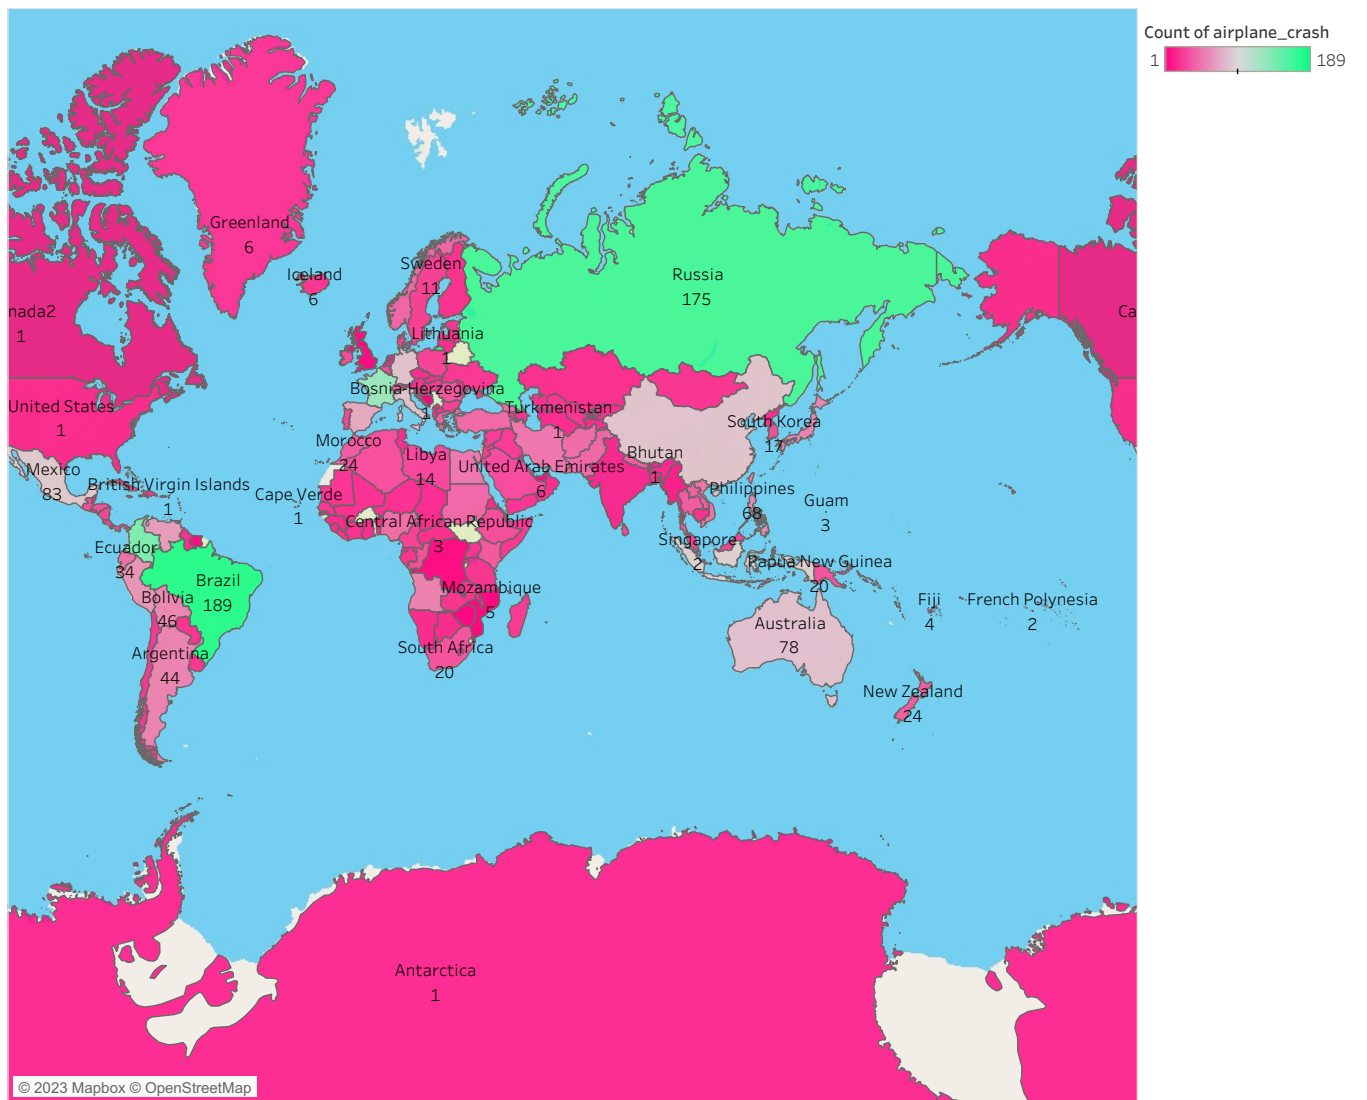 Count of airplane_crash
1 189
Greenland
6
Iceland
6
Sweden
11
Russia
175
nada2
1
Ca
Lithuania
1
Bosnia-Herzegovina
1
United States
1
Turkmenistan
1
South Korea
17
Morocco
24
Libya
14
Bhutan
1
Mexico
83
British Virgin Islands
1
Cape Verde
1
United Arab Emirates
6
Philippines
68
Guam
3
Central African Republic
3
Ecuador
34
Singapore
2
Papua New Guinea
20
Brazil
189
Bolivia
46
Mozambique
5
Fiji
4
French Polynesia
2
Argentina
44
South Africa
20
Australia
78
New Zealand
24
Antarctica
1
© 2023 Mapbox © OpenStreetMap